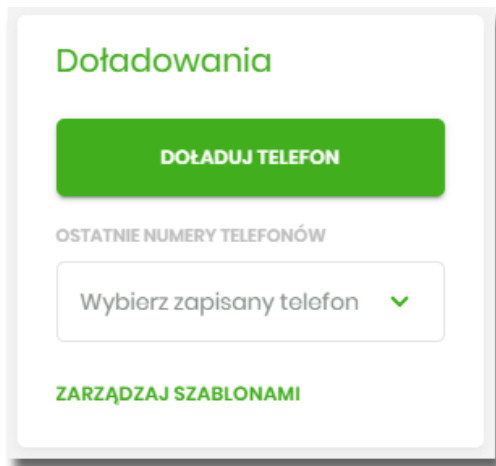 Doładowania
DOŁADUJ TELEFON
OSTATNIE NUMERY TELEFONÓW
Wybierz zapisany telefon
ZARZĄDZAJ SZABLONAMI